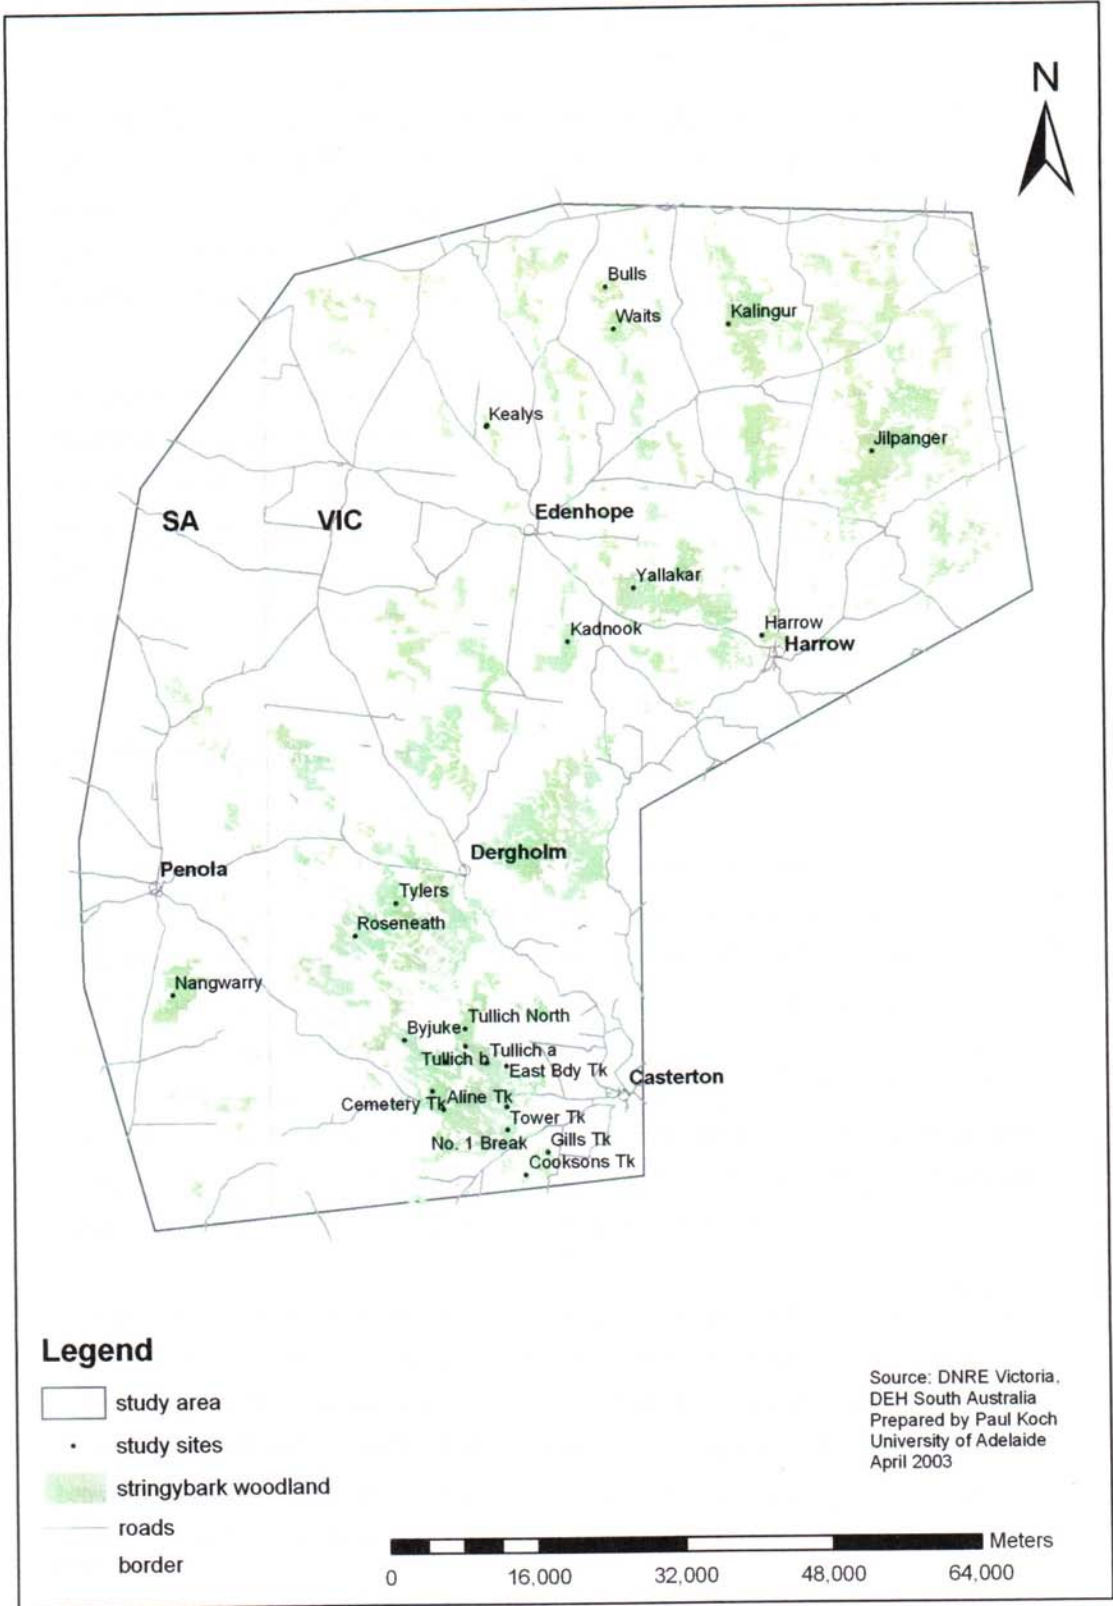 N
Bulls
Waits
Kalingur
Kealys
Jilpanger
SA
VIC
Edenhope
Yallakar
Kadnook
Harrow
Harrow
Dergholm
Penola
Tylers
Roseneath
Nangwarry
Tullich North
Byjuke
Tullich b
Tullich a
East Bdy Tk
Casterton
Cemetery Tk
Aline Tk
Tower Tk
No. 1 Break
Gills Tk
Cooksons Tk
Legend
study area
study sites
stringybark woodland
roads
border
Source: DNRE Victoria,
DEH South Australia
Prepared by Paul Koch
University of Adelaide
April 2003
Meters
0 16,000 32,000 48,000 64,000